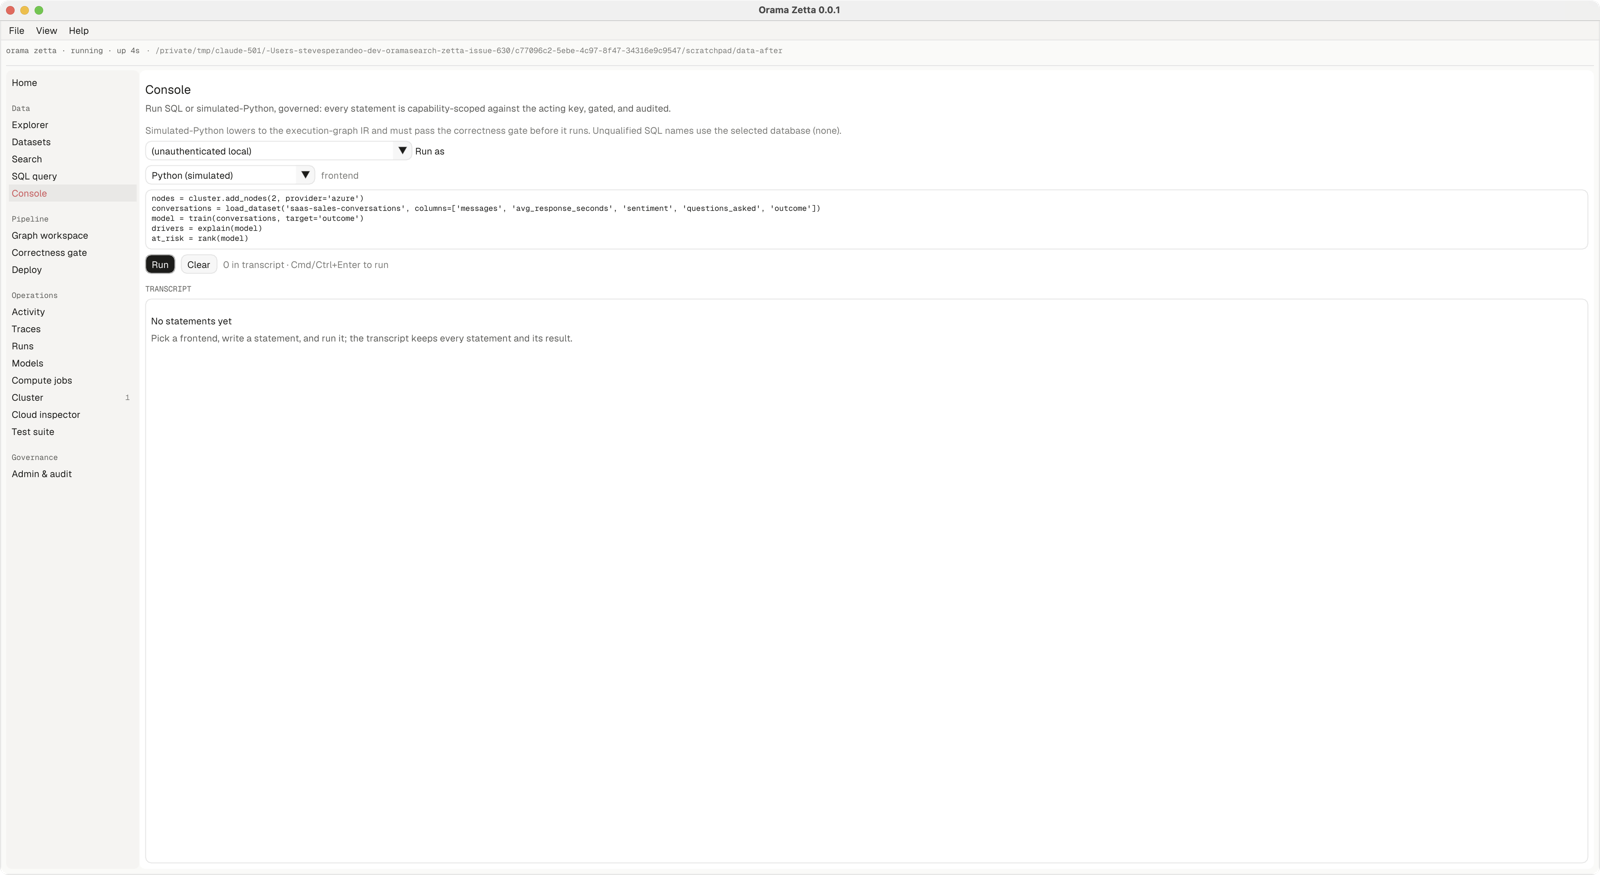 Orama Zetta 0.0.1
File View Help
orama zetta · running · up 4s · /private/tmp/claude-501/-Users-stevesperandeo-dev-oramasearch-zetta-issue-630/c77096c2-5ebe-4c97-8f47-34316e9c9547/scratchpad/data-after
Home
Data
Explorer
Datasets
Search
SQL query
Console
Pipeline
Graph workspace
Correctness gate
Deploy
Operations
Activity
Traces
Runs
Models
Compute jobs
Cluster 1
Cloud inspector
Test suite
Governance
Admin & audit
Console
Run SQL or simulated-Python, governed: every statement is capability-scoped against the acting key, gated, and audited.
Simulated-Python lowers to the execution-graph IR and must pass the correctness gate before it runs. Unqualified SQL names use the selected database (none).
(unauthenticated local) Run as
Python (simulated) frontend
nodes = cluster.add_nodes(2, provider='azure')
conversations = load_dataset('saas-sales-conversations', columns=['messages', 'avg_response_seconds', 'sentiment', 'questions_asked', 'outcome'])
model = train(conversations, target='outcome')
drivers = explain(model)
at_risk = rank(model)
Run Clear 0 in transcript · Cmd/Ctrl+Enter to run
TRANSCRIPT
No statements yet
Pick a frontend, write a statement, and run it; the transcript keeps every statement and its result.